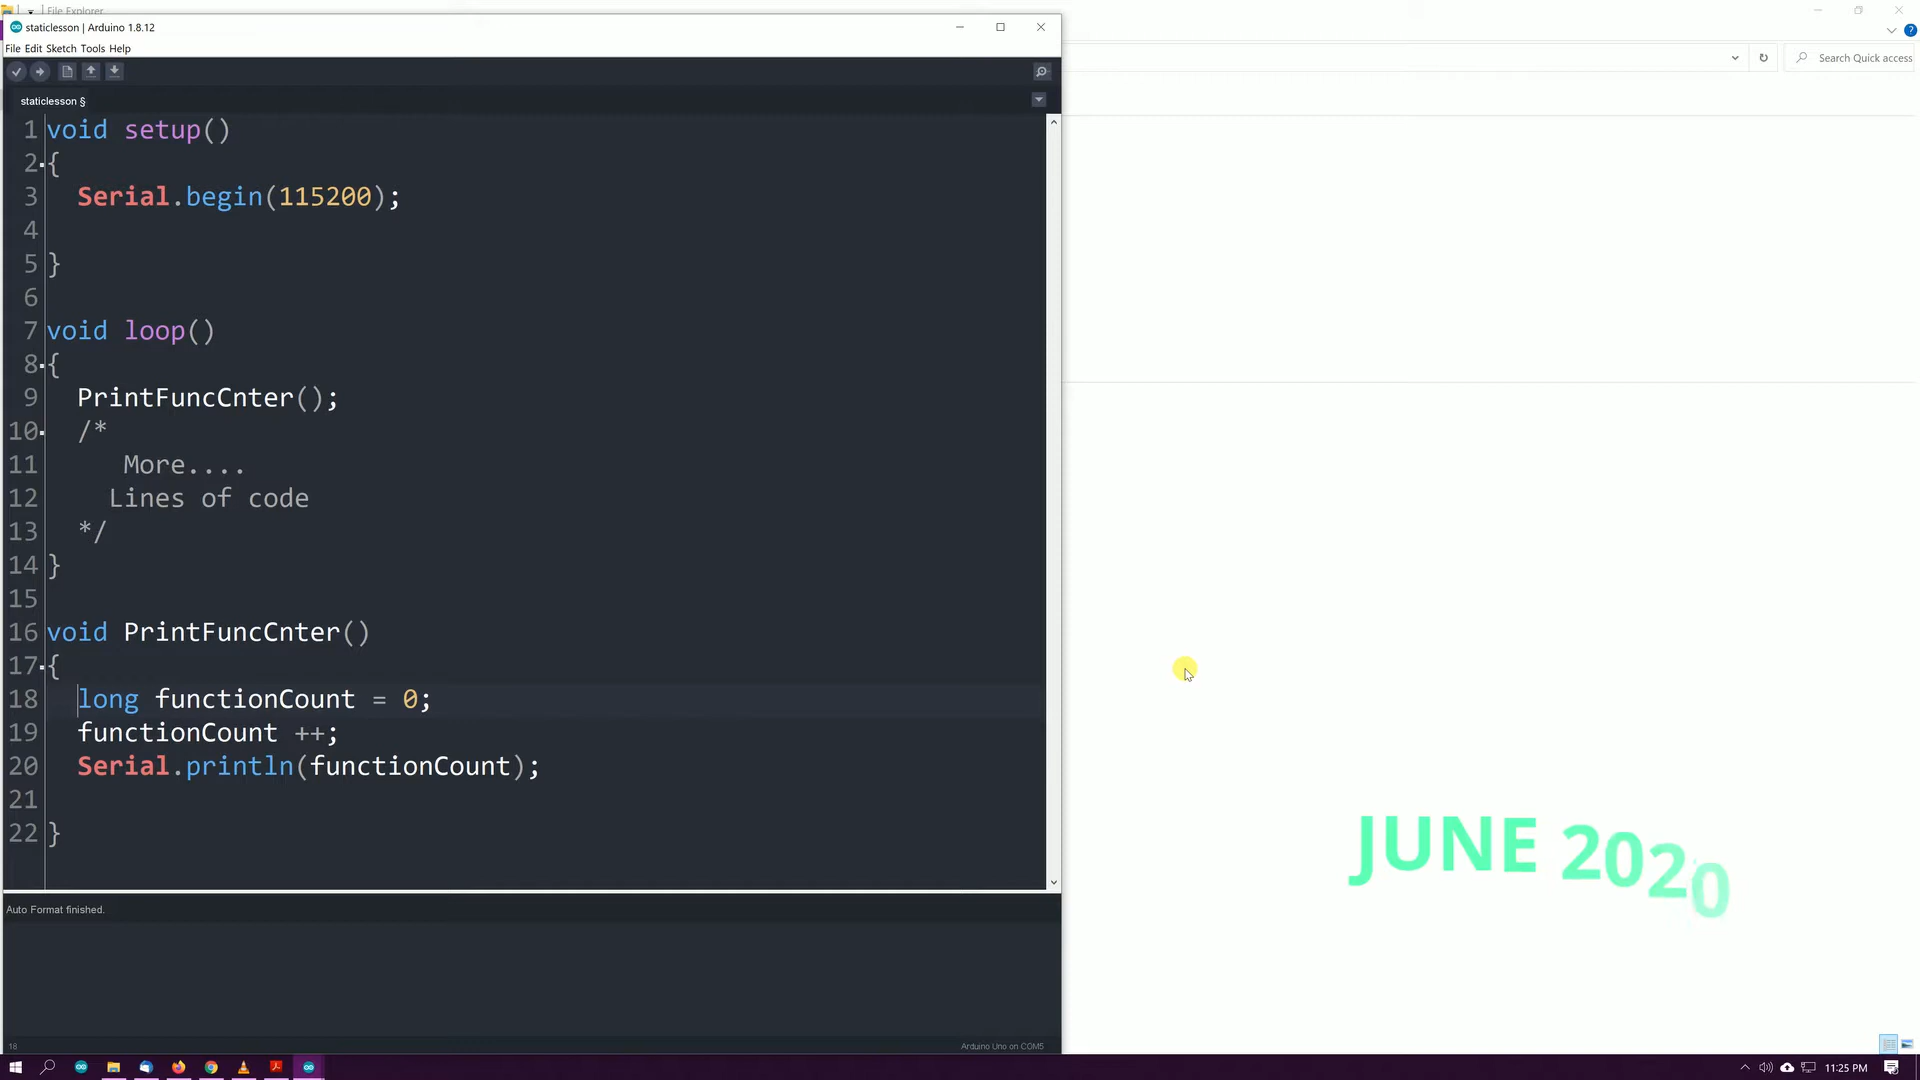 File Explorer
staticlesson | Arduino 1.8.12
File Edit Sketch Tools Help
Search Quick access
staticlesson §
1 void setup()
2 {
3 Serial.begin(115200);
4
5 }
6
7 void loop()
8 {
9 PrintFuncCnter();
10 /*
11 More....
12 Lines of code
13 */
14 }
15
16 void PrintFuncCnter()
17 {
18 long functionCount = 0;
19 functionCount ++;
20 Serial.println(functionCount);
21
22 }
JUNE 2020
Auto Format finished.
18
Arduino Uno on COM5
11:25 PM